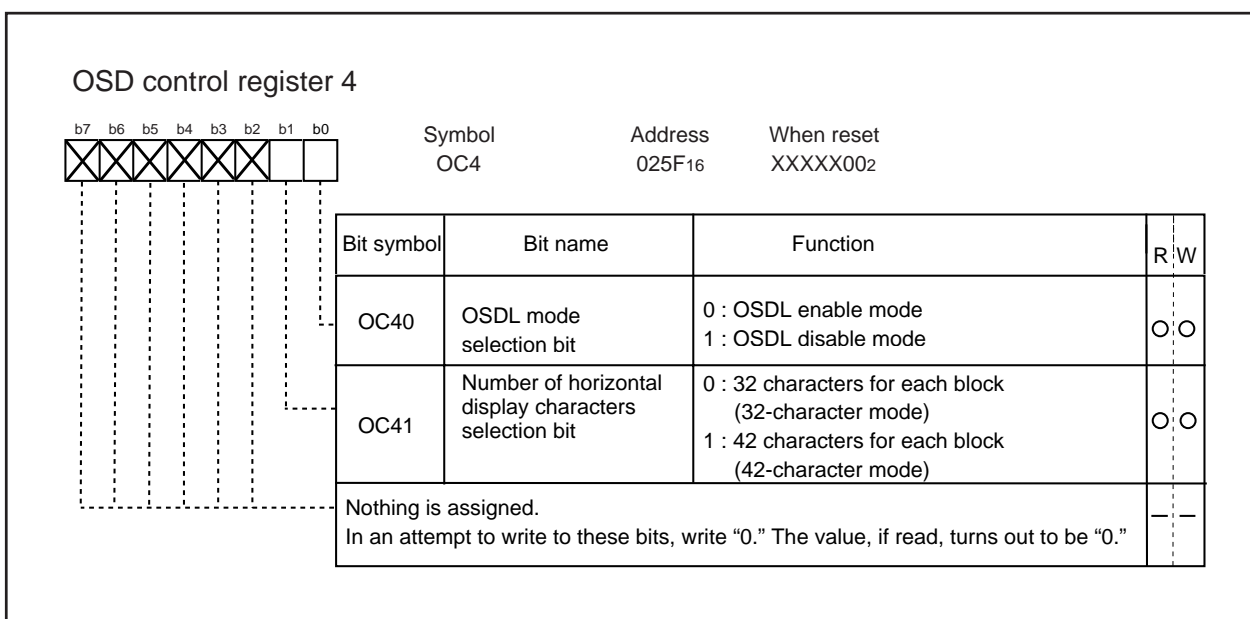 OSD control register 4
b7 b6 b5 b4 b3 b2 b1 b0
Symbol Address When reset
OC4 025F16 XXXXX002
Bit symbol Bit name Function R W
OC40 OSDL mode selection bit 0 : OSDL enable mode
1 : OSDL disable mode
OC41 Number of horizontal display characters selection bit 0 : 32 characters for each block
(32-character mode)
1 : 42 characters for each block
(42-character mode)
Nothing is assigned.
In an attempt to write to these bits, write “0.” The value, if read, turns out to be “0.”